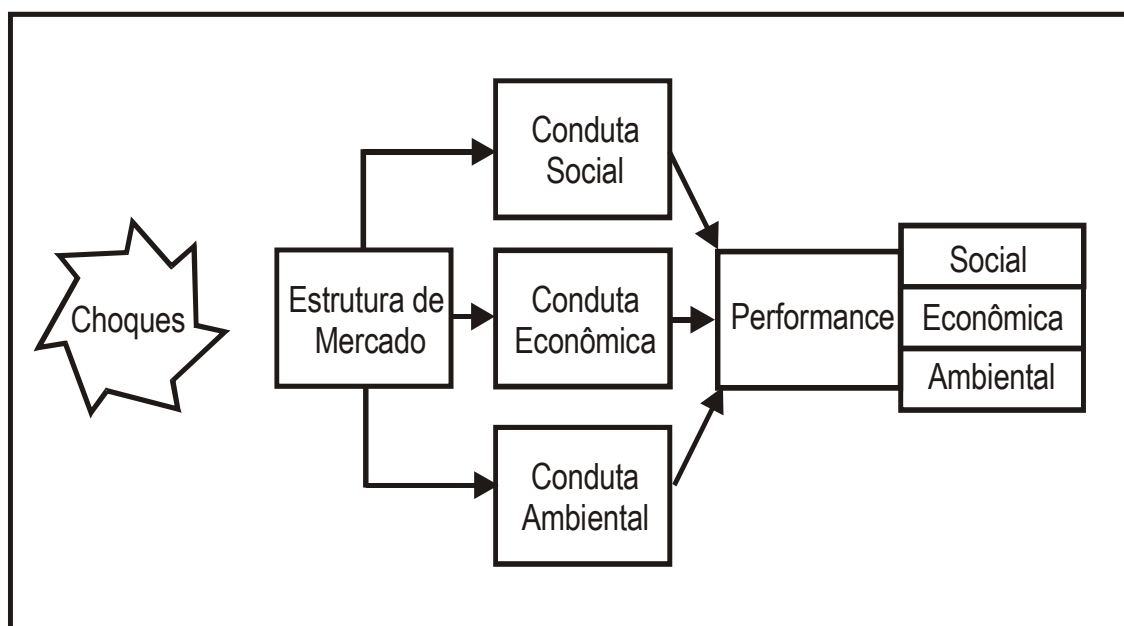 Choques
Estrutura de
Mercado
Conduta
Social
Conduta
Econômica
Conduta
Ambiental
Performance
Social
Econômica
Ambiental